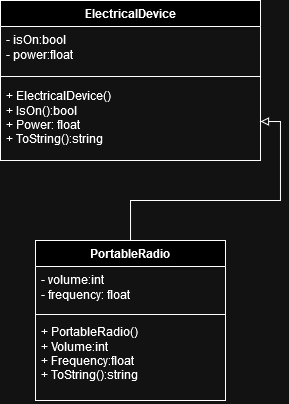 ElectricalDevice
- isOn:bool
- power:float
+ ElectricalDevice()
+ IsOn():bool
+ Power: float
+ ToString():string
PortableRadio
- volume:int
- frequency: float
+ PortableRadio()
+ Volume:int
+ Frequency:float
+ ToString():string